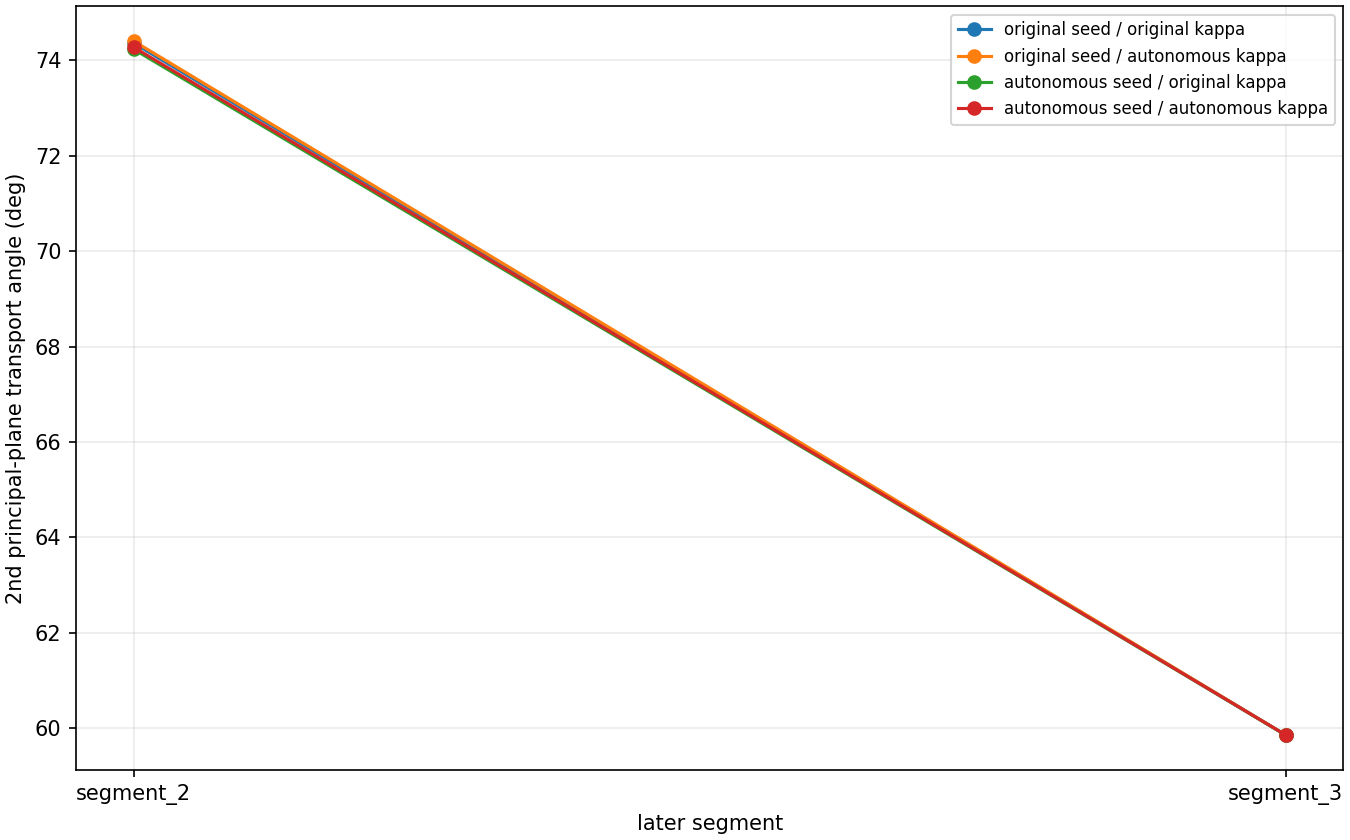 original seed / original kappa
original seed / autonomous kappa
autonomous seed / original kappa
autonomous seed / autonomous kappa
2nd principal-plane transport angle (deg)
74
72
70
68
66
64
62
60
segment_2
segment_3
later segment